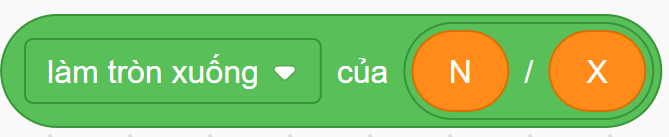 làm tròn xuống của N / X